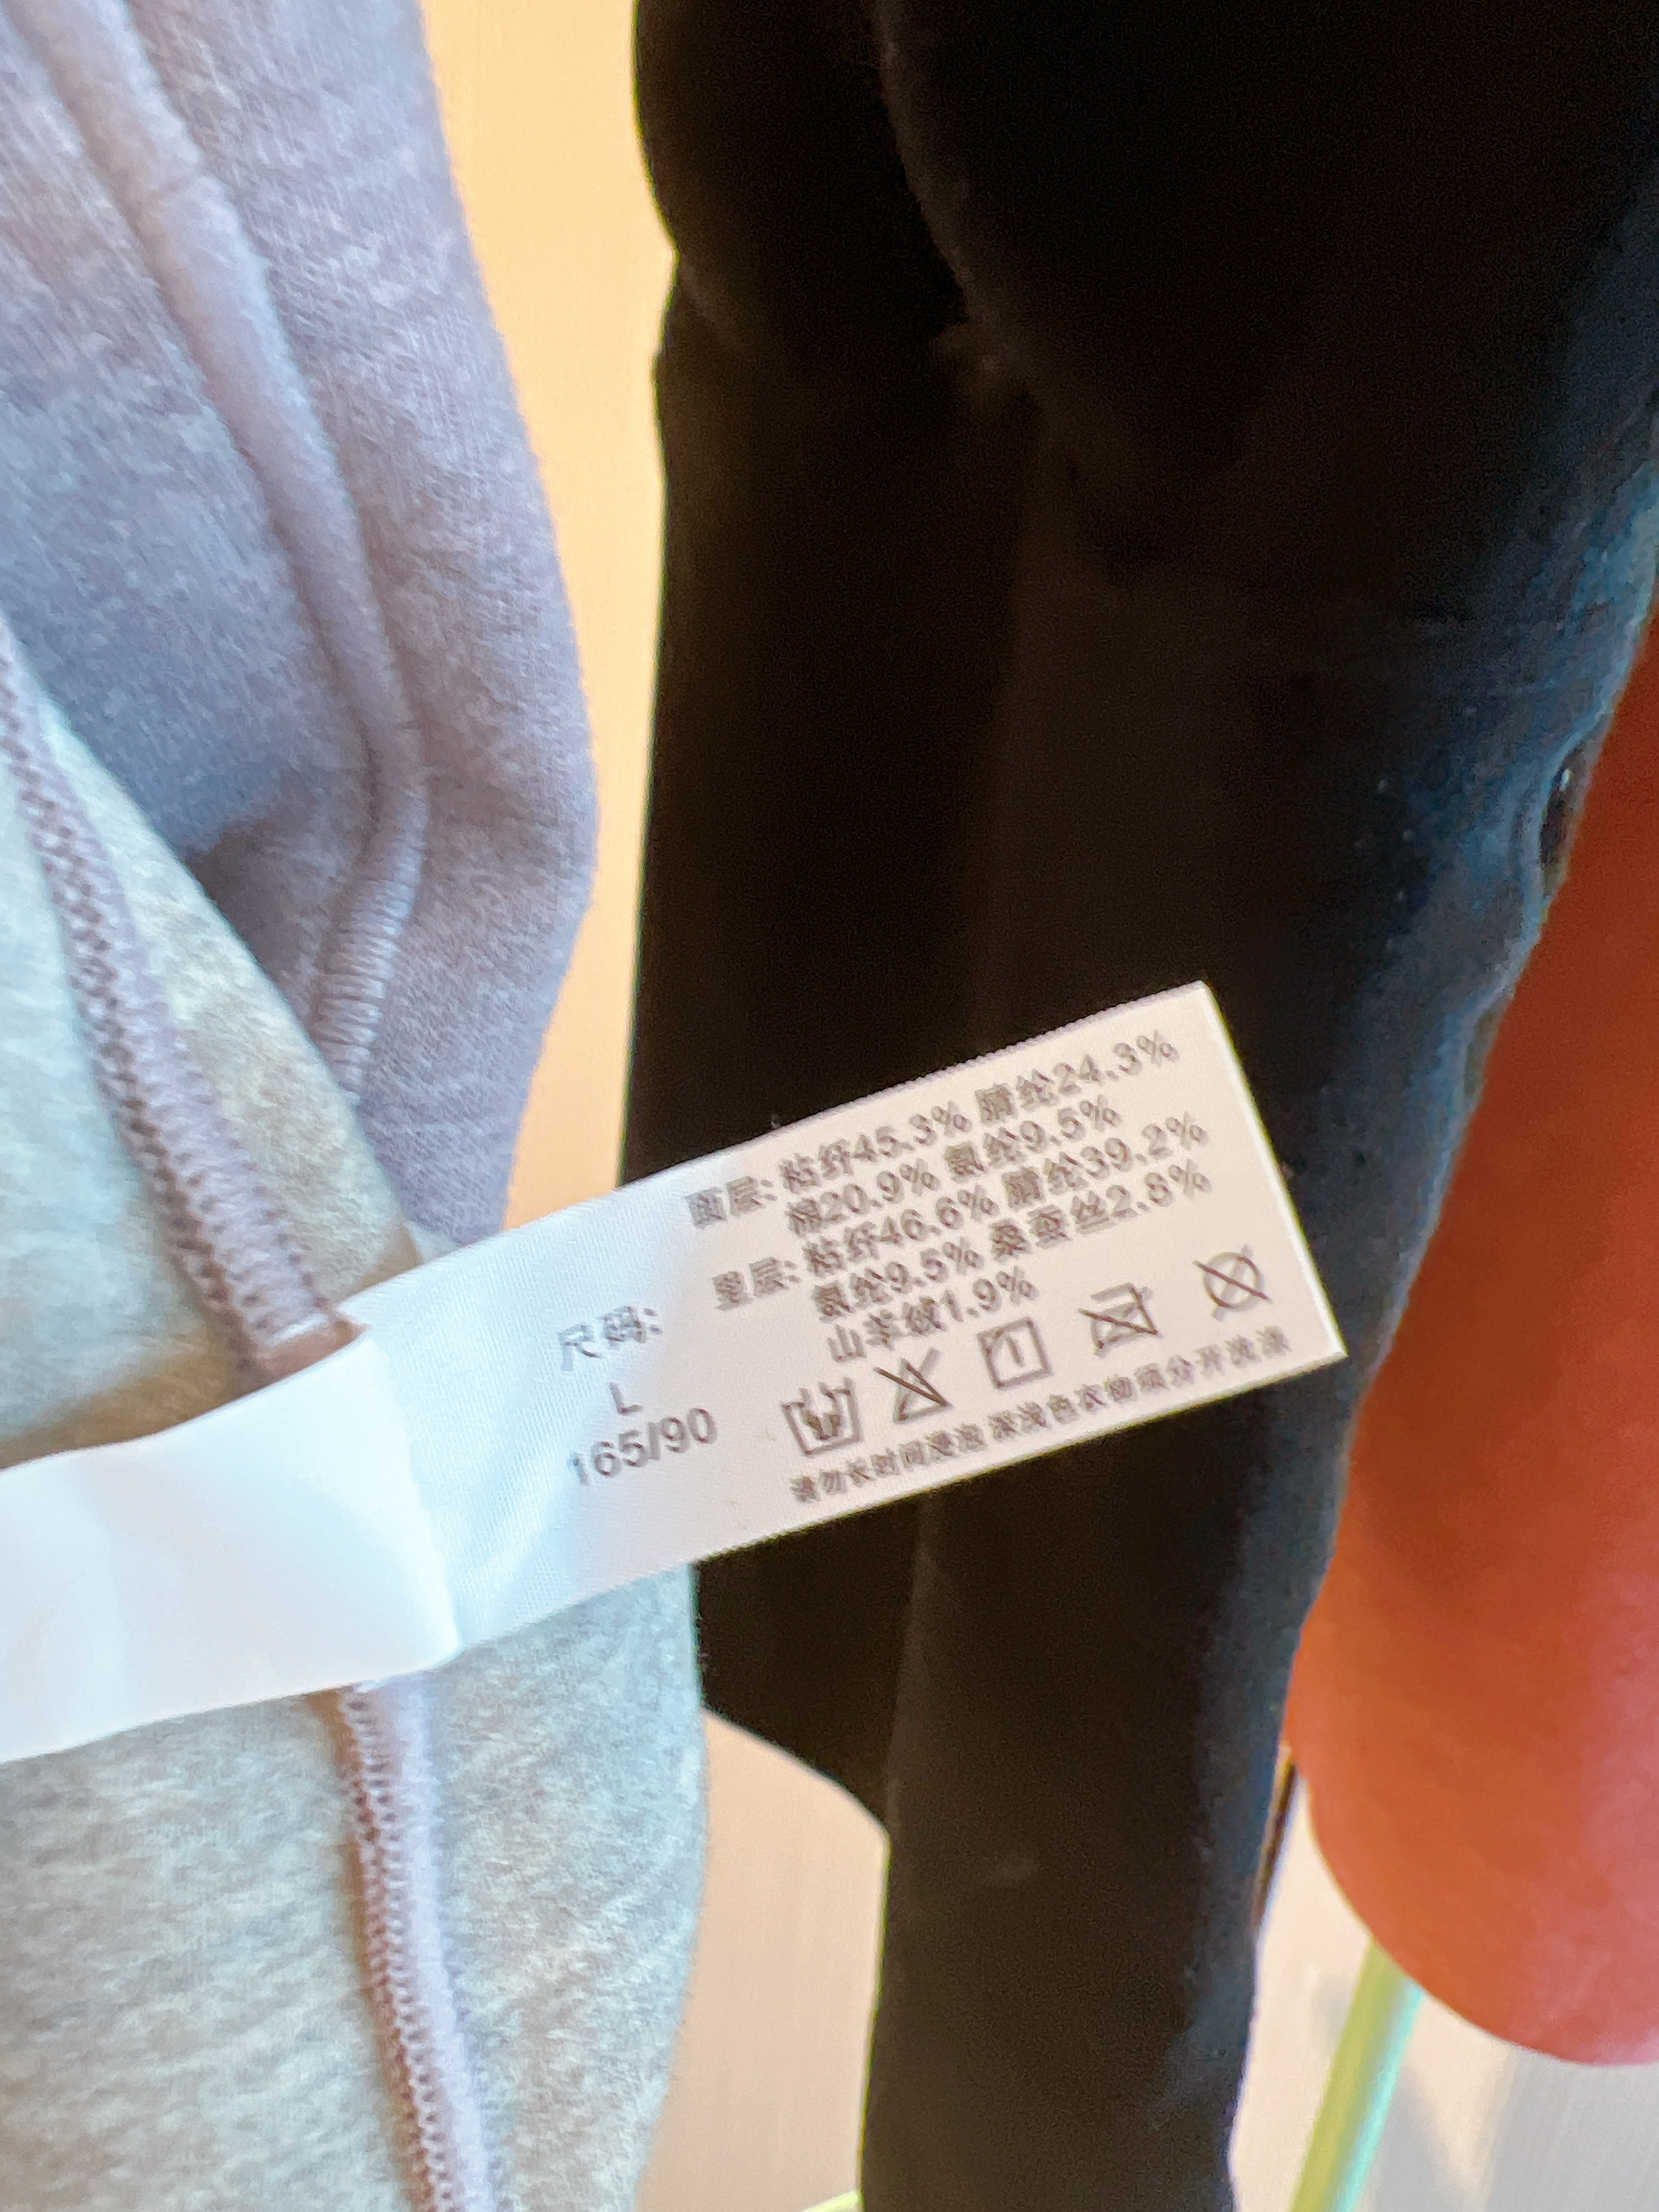 面层: 粘纤45.3% 腈纶24.3%
棉20.9% 氨纶9.5%
里层: 粘纤46.6% 腈纶39.2%
氨纶9.5% 桑蚕丝2.8%
山羊绒1.9%
尺码:
L
165/90
请勿长时间浸泡 深浅色衣物须分开洗涤